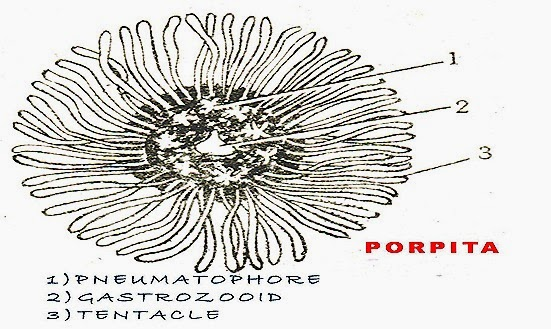 1
2
3
PORPITA
1)PNEUMATOPHORE
2)GASTROZOOID
3)TENTACLE